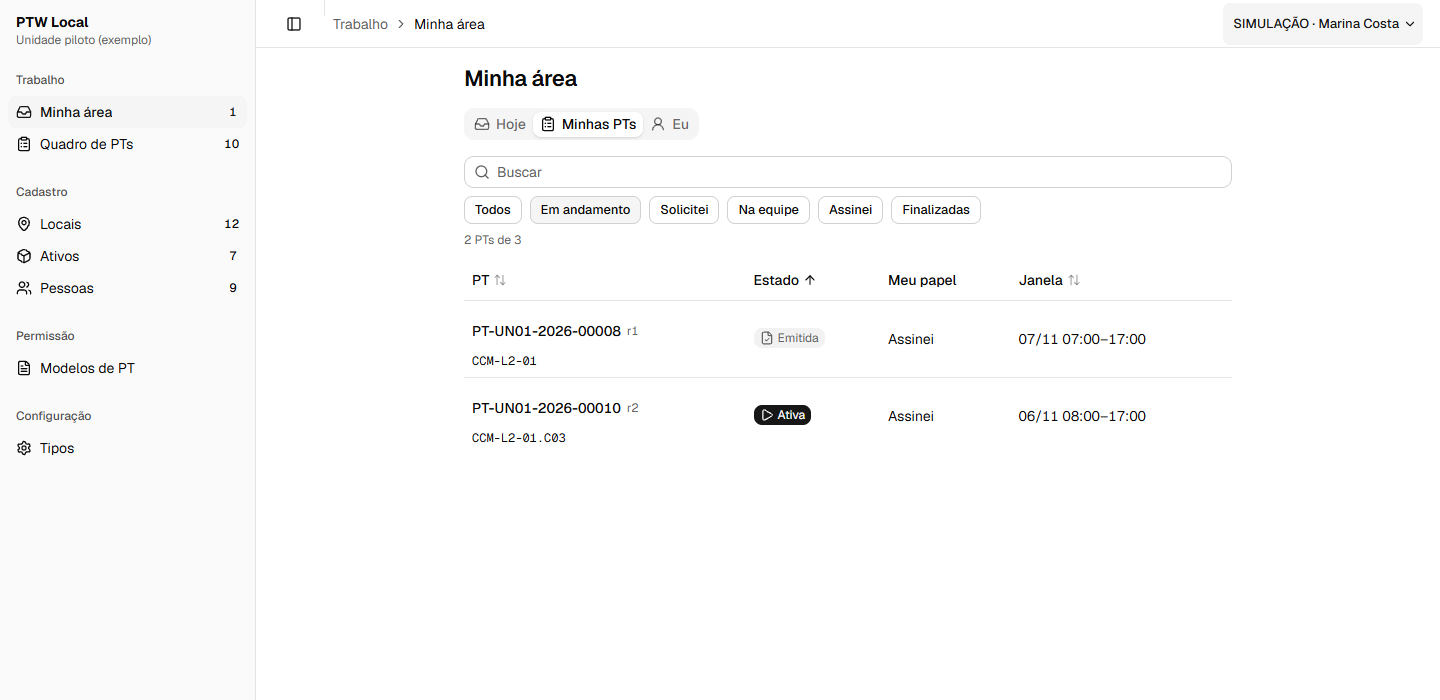 PTW Local
Unidade piloto (exemplo)
Trabalho
Minha área 1
Quadro de PTs 10
Cadastro
Locais 12
Ativos 7
Pessoas 9
Permissão
Modelos de PT
Configuração
Tipos
Trabalho > Minha área
SIMULAÇÃO · Marina Costa
Minha área
Hoje Minhas PTs Eu
Buscar
Todos Em andamento Solicitei Na equipe Assinei Finalizadas
2 PTs de 3
PT Estado Meu papel Janela
PT-UN01-2026-00008 r1
CCM-L2-01
Emitida
Assinei
07/11 07:00–17:00
PT-UN01-2026-00010 r2
CCM-L2-01.C03
Ativa
Assinei
06/11 08:00–17:00